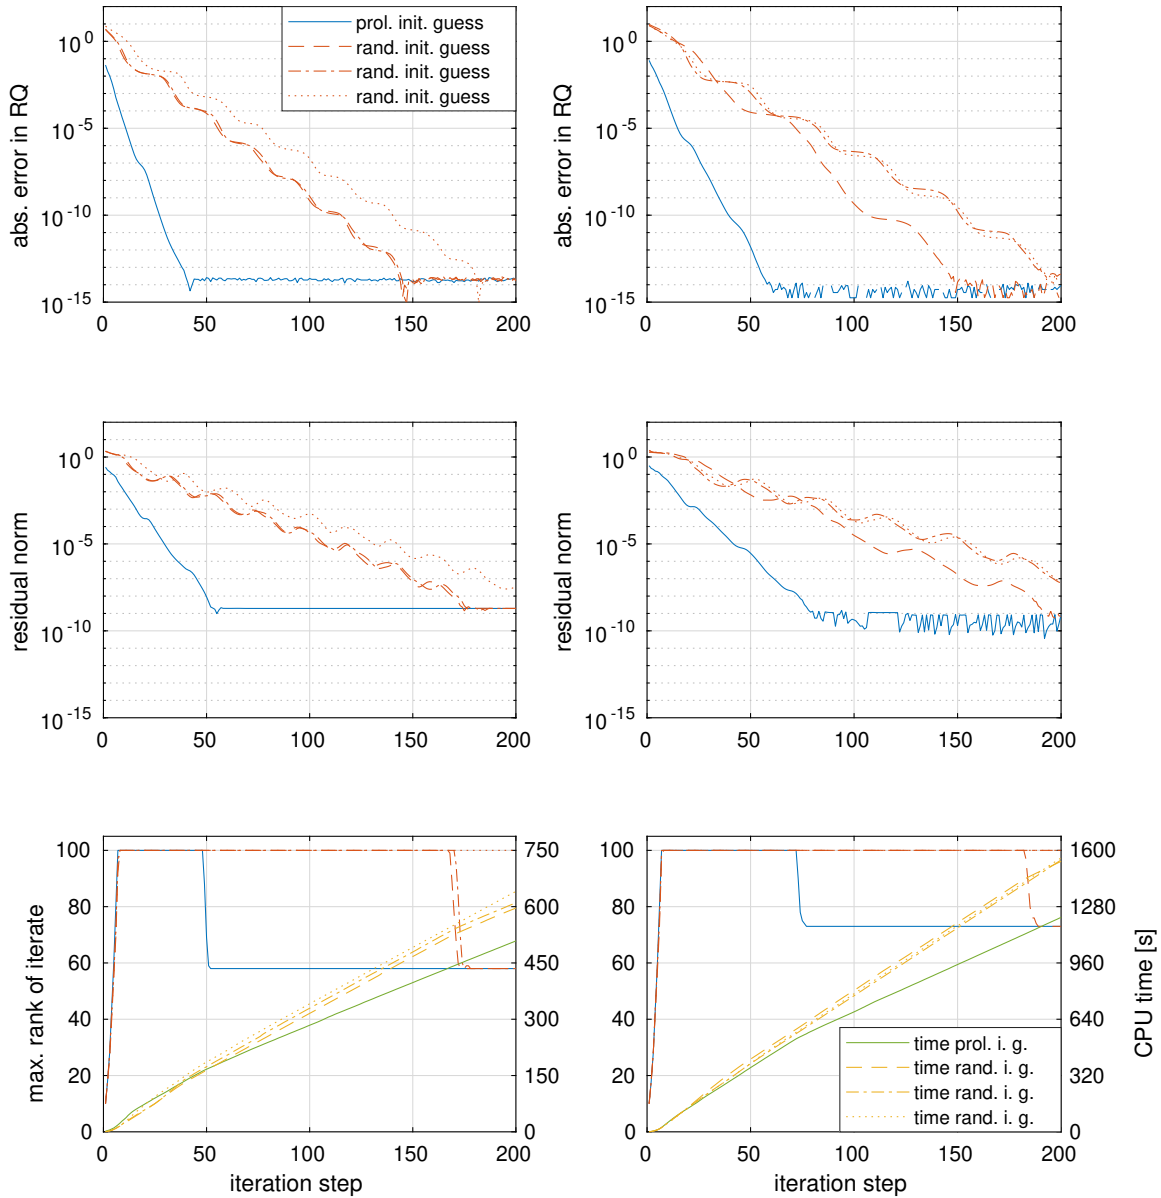 prol. init. guess
rand. init. guess
rand. init. guess
rand. init. guess
abs. error in RQ
10^0
10^-5
10^-10
10^-15
0 50 100 150 200
abs. error in RQ
10^0
10^-5
10^-10
10^-15
0 50 100 150 200
residual norm
10^0
10^-5
10^-10
10^-15
0 50 100 150 200
residual norm
10^0
10^-5
10^-10
10^-15
0 50 100 150 200
max. rank of iterate
100
80
60
40
20
0
750
600
450
300
150
0
0 50 100 150 200
iteration step
100
80
60
40
20
0
1600
1280
960
640
320
0
CPU time [s]
time prol. i. g.
time rand. i. g.
time rand. i. g.
time rand. i. g.
0 50 100 150 200
iteration step